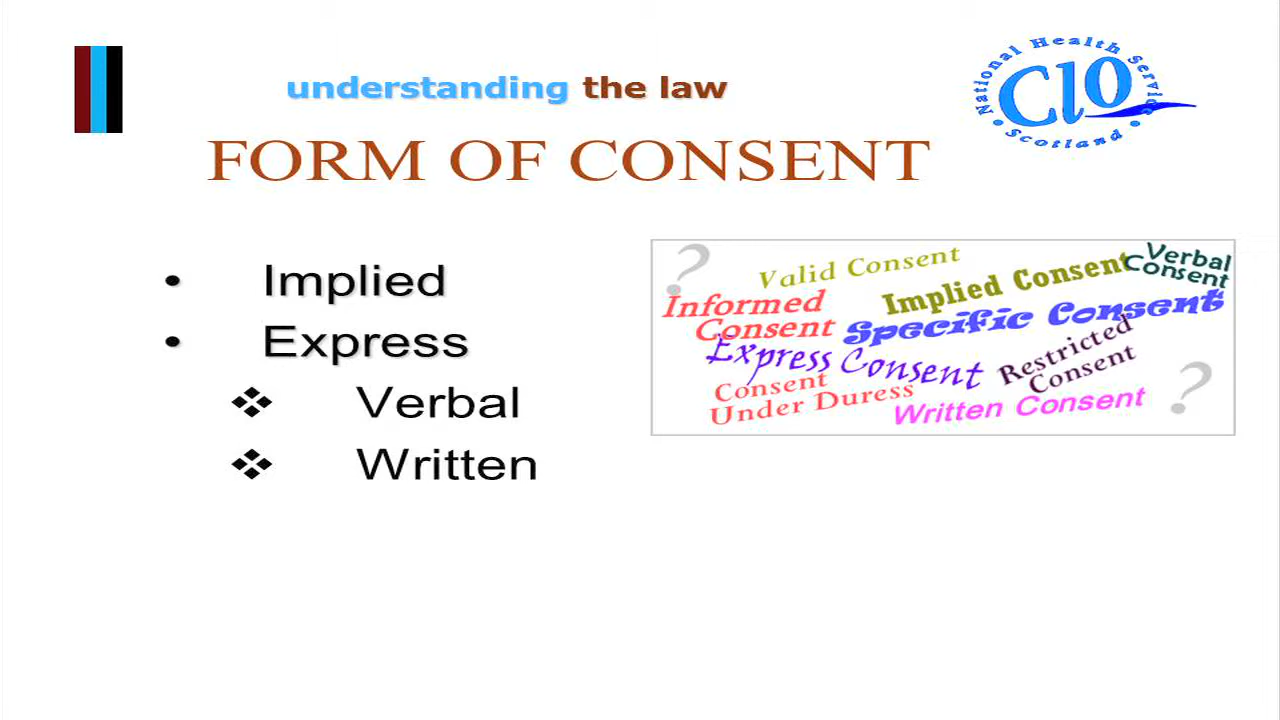 understanding the law
National Health Service
ClO
Scotland
FORM OF CONSENT
• Implied
• Express
❖ Verbal
❖ Written
?
Valid Consent
Implied Consent
Verbal
Consent
Informed
Consent
Specific Consent
Express Consent
Restricted
Consent
Consent
Under Duress
Written Consent
?